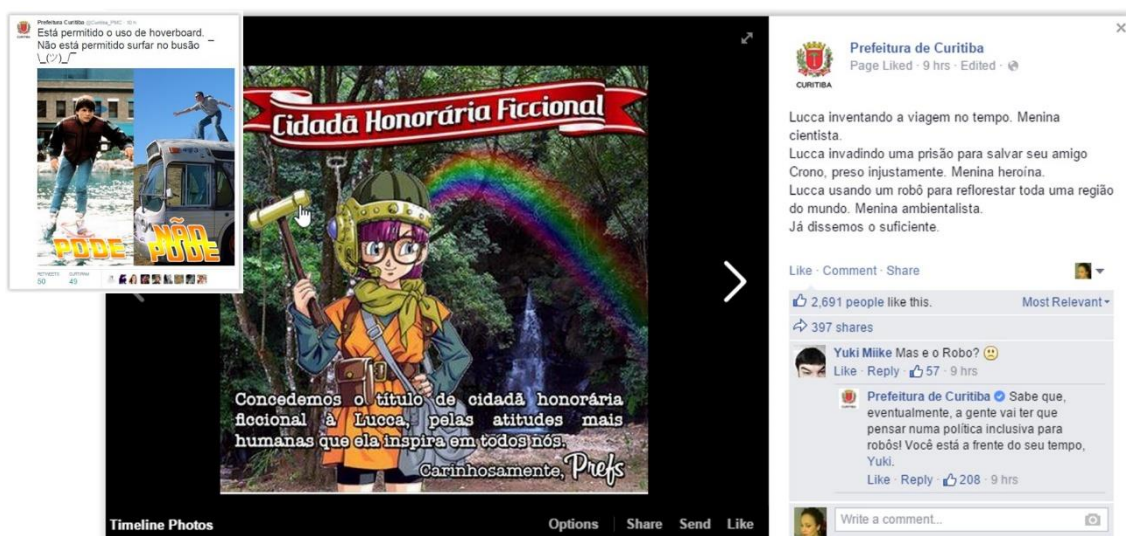 Prefeitura Curitiba @Curitiba_PMC · 10 h
Está permitido o uso de hoverboard.
Não está permitido surfar no busão ¯
\_(ツ)_/¯
PODE
NÃO
PODE
RETWEETS
50
49
Cidadã Honorária Ficcional
Concedemos o título de cidadã honorária
ficcional à Lucca, pelas atitudes mais
humanas que ela inspira em todos nós.
Carinhosamente, Prefs
Timeline Photos
Options
Share
Send
Like
CURITIBA
Prefeitura de Curitiba
Page Liked · 9 hrs · Edited ·
Lucca inventando a viagem no tempo. Menina
cientista.
Lucca invadindo uma prisão para salvar seu amigo
Crono, preso injustamente. Menina heroína.
Lucca usando um robô para reflorestar toda uma região
do mundo. Menina ambientalista.
Já dissemos o suficiente.
Like · Comment · Share
2,691 people like this.
Most Relevant
397 shares
Yuki Miike Mas e o Robo?
Like · Reply · 57 · 9 hrs
Prefeitura de Curitiba Sabe que,
eventualmente, a gente vai ter que
pensar numa política inclusiva para
robôs! Você está a frente do seu tempo,
Yuki.
Like · Reply · 208 · 9 hrs
Write a comment...